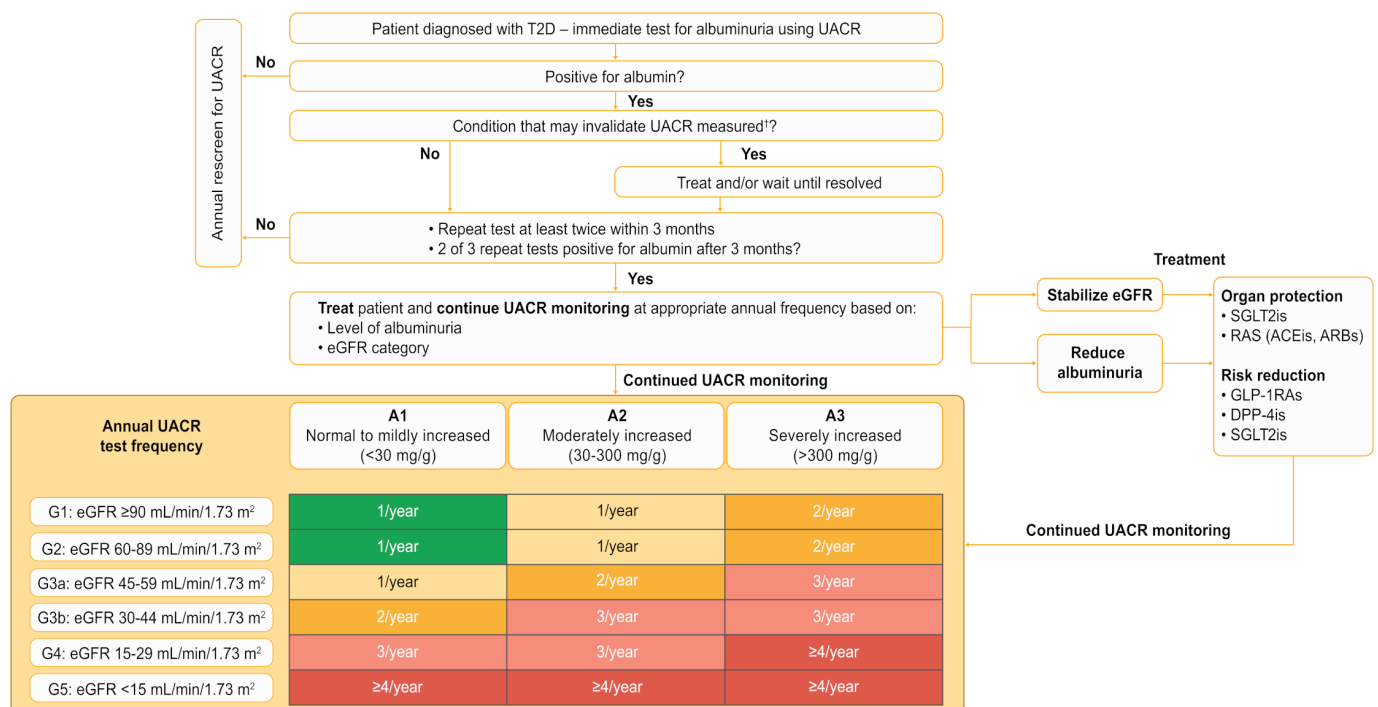 Patient diagnosed with T2D – immediate test for albuminuria using UACR
Annual rescreen for UACR
No
Positive for albumin?
Yes
Condition that may invalidate UACR measured†?
No
Yes
Treat and/or wait until resolved
No
• Repeat test at least twice within 3 months
• 2 of 3 repeat tests positive for albumin after 3 months?
Yes
Treat patient and continue UACR monitoring at appropriate annual frequency based on:
• Level of albuminuria
• eGFR category
Treatment
Stabilize eGFR
Reduce
albuminuria
Organ protection
• SGLT2is
• RAS (ACEis, ARBs)
Risk reduction
• GLP-1RAs
• DPP-4is
• SGLT2is
Continued UACR monitoring
Continued UACR monitoring
Annual UACR
test frequency
A1
Normal to mildly increased
(<30 mg/g)
A2
Moderately increased
(30-300 mg/g)
A3
Severely increased
(>300 mg/g)
G1: eGFR ≥90 mL/min/1.73 m²
1/year
1/year
2/year
G2: eGFR 60-89 mL/min/1.73 m²
1/year
1/year
2/year
G3a: eGFR 45-59 mL/min/1.73 m²
1/year
2/year
3/year
G3b: eGFR 30-44 mL/min/1.73 m²
2/year
3/year
3/year
G4: eGFR 15-29 mL/min/1.73 m²
3/year
3/year
≥4/year
G5: eGFR <15 mL/min/1.73 m²
≥4/year
≥4/year
≥4/year